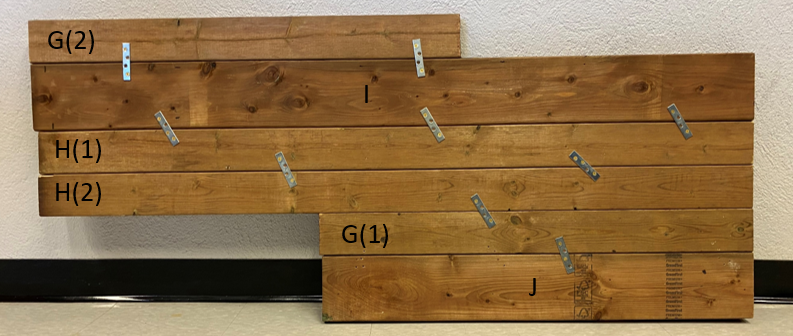 G(2)
I
H(1)
H(2)
G(1)
J